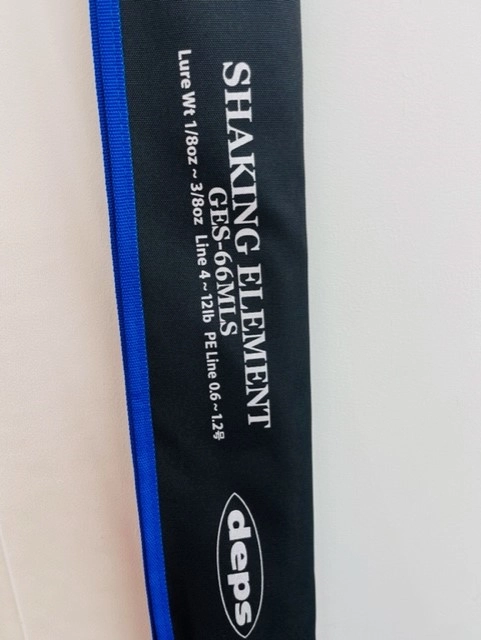 SHAKING ELEMENT
GES-66MLS
Lure Wt 1/8oz~3/8oz Line 4~12lb PE Line 0.6~1.2号
deps